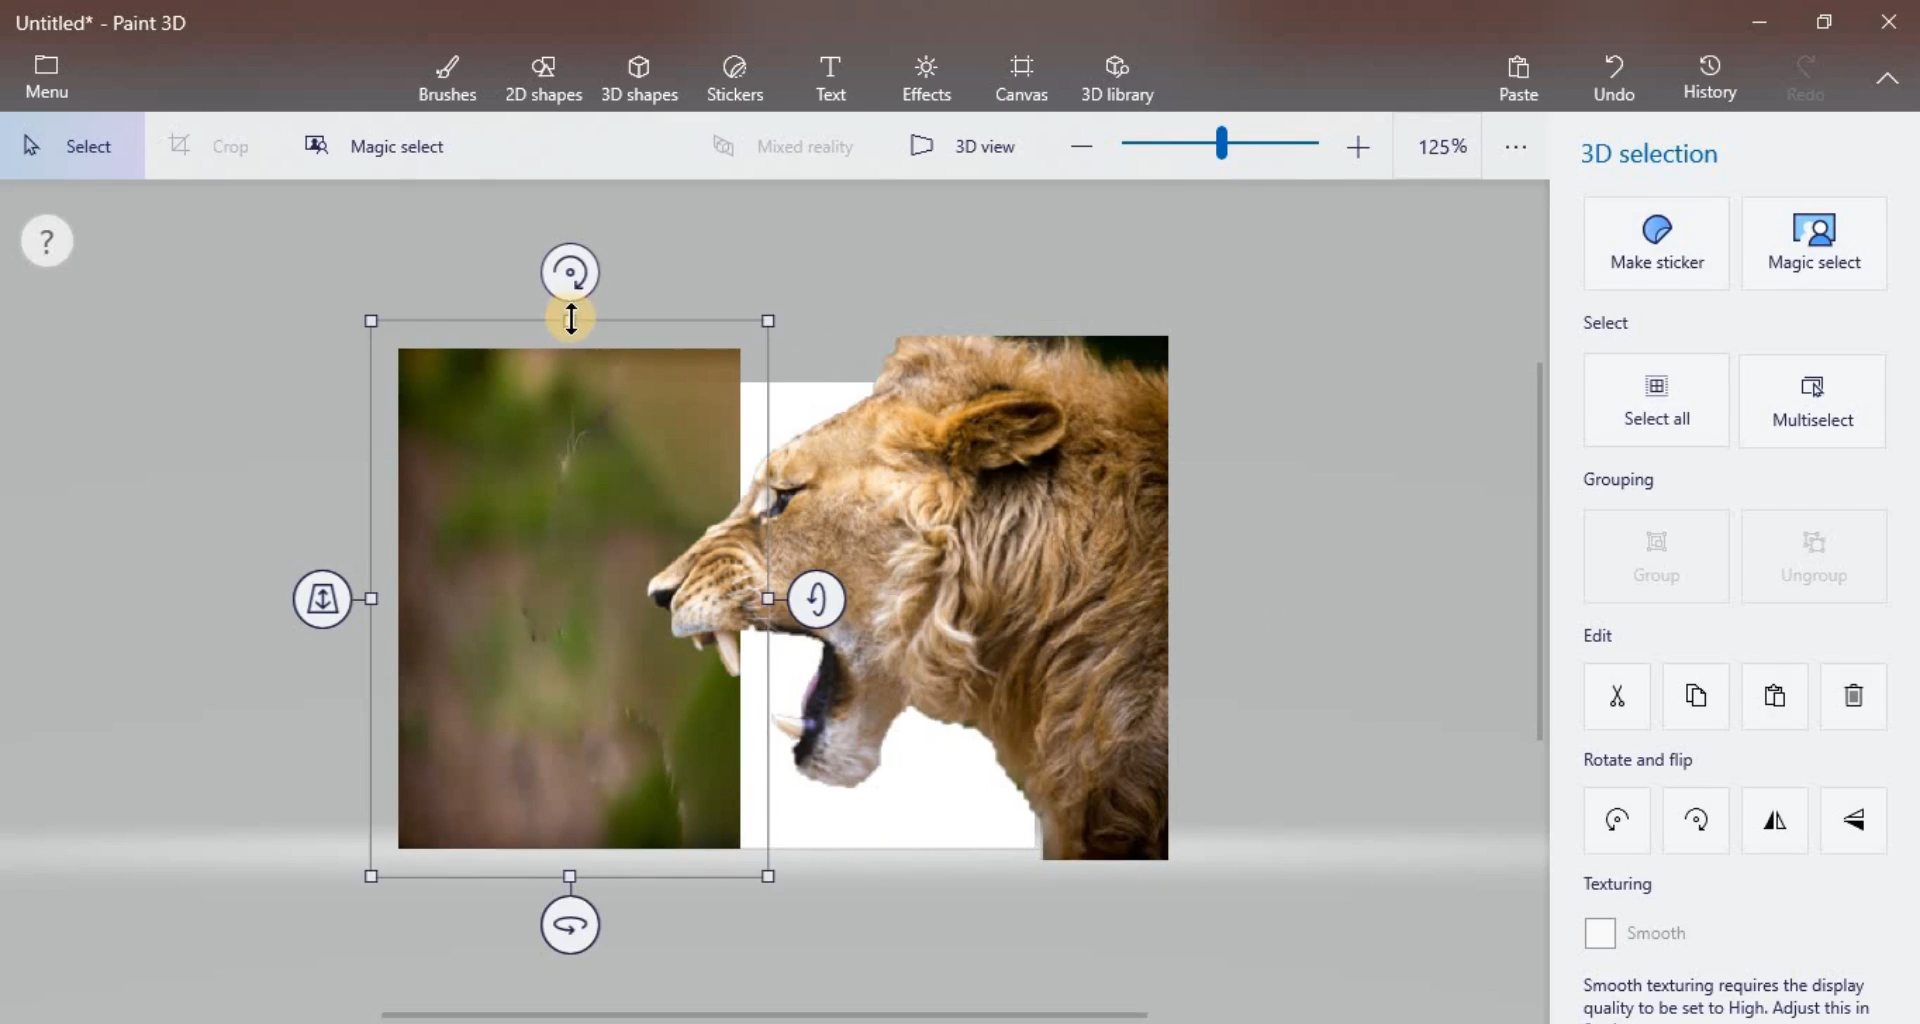 Untitled* - Paint 3D
Menu
Brushes
2D shapes
3D shapes
Stickers
Text
Effects
Canvas
3D library
Paste
Undo
History
Redo
Select
Crop
Magic select
Mixed reality
3D view
125%
?
3D selection
Make sticker
Magic select
Select
Select all
Multiselect
Grouping
Group
Ungroup
Edit
Rotate and flip
Texturing
Smooth
Smooth texturing requires the display
quality to be set to High. Adjust this in